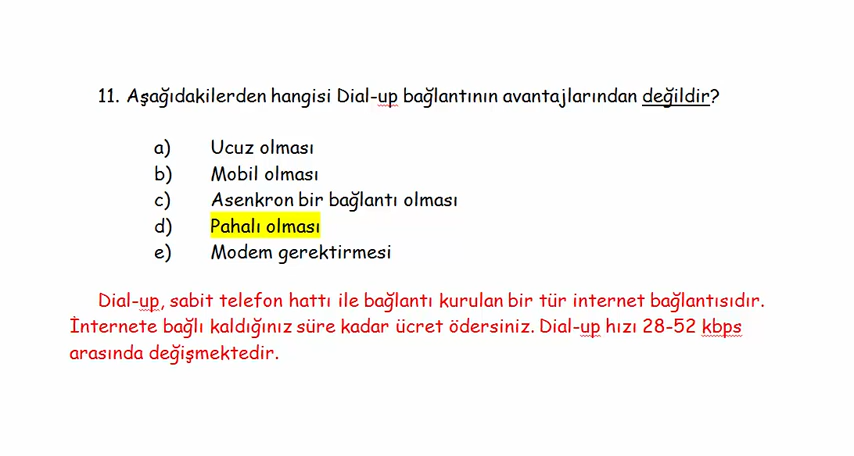 11. Aşağıdakilerden hangisi Dial-up bağlantının avantajlarından değildir?
a) Ucuz olması
b) Mobil olması
c) Asenkron bir bağlantı olması
d) Pahalı olması
e) Modem gerektirmesi
Dial-up, sabit telefon hattı ile bağlantı kurulan bir tür internet bağlantısıdır.
İnternete bağlı kaldığınız süre kadar ücret ödersiniz. Dial-up hızı 28-52 kbps
arasında değişmektedir.